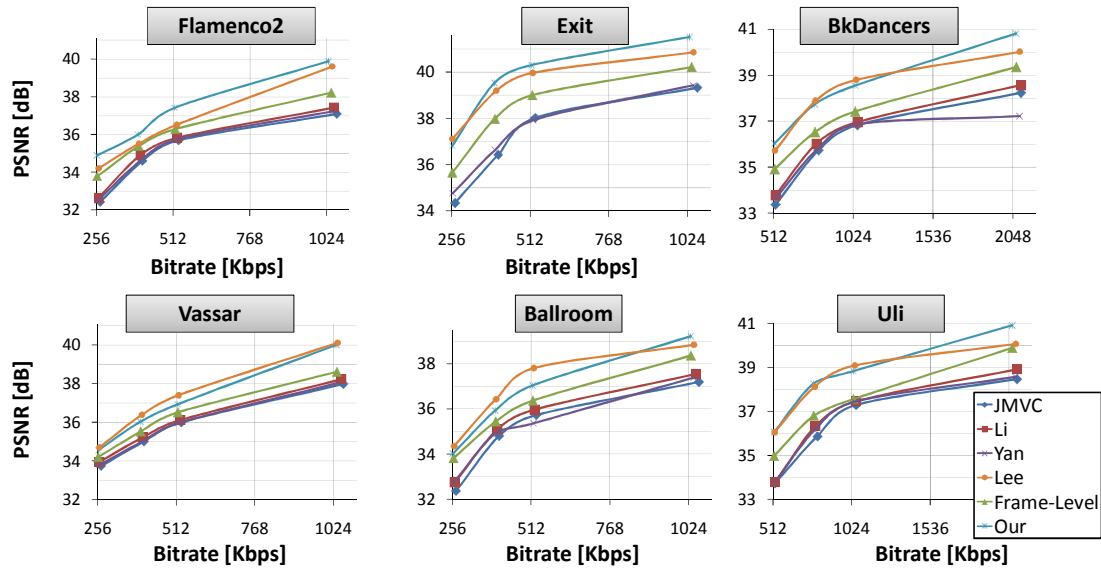 Flamenco2
Exit
BkDancers
PSNR [dB]
40
38
36
34
32
256
512
768
1024
Bitrate [Kbps]
40
38
36
34
256
512
768
1024
Bitrate [Kbps]
41
39
37
35
33
512
1024
1536
2048
Vassar
Ballroom
Uli
PSNR [dB]
40
38
36
34
32
256
512
768
1024
Bitrate [Kbps]
38
36
34
32
256
512
768
1024
Bitrate [Kbps]
41
39
37
35
33
512
1024
1536
Bitrate [Kbps]
JMVC
Li
Yan
Lee
Frame-Level
Our